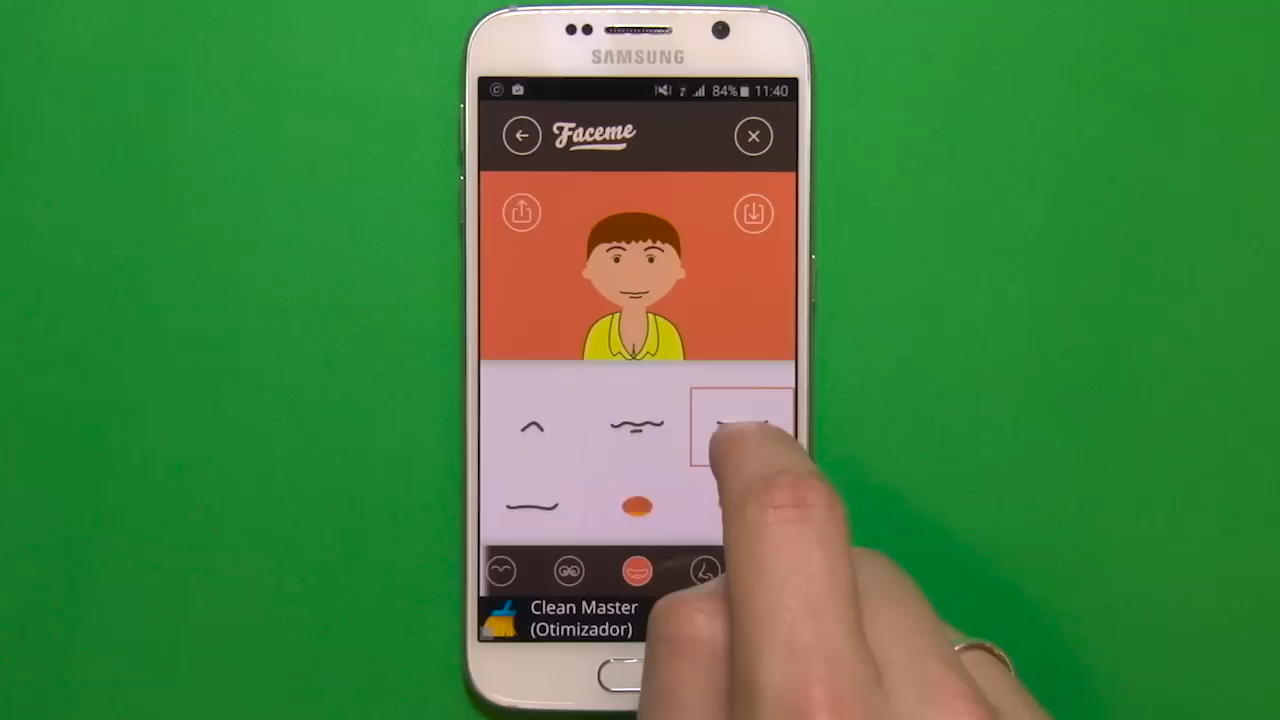 SAMSUNG
84% 11:40
Faceme
Clean Master
(Otimizador)